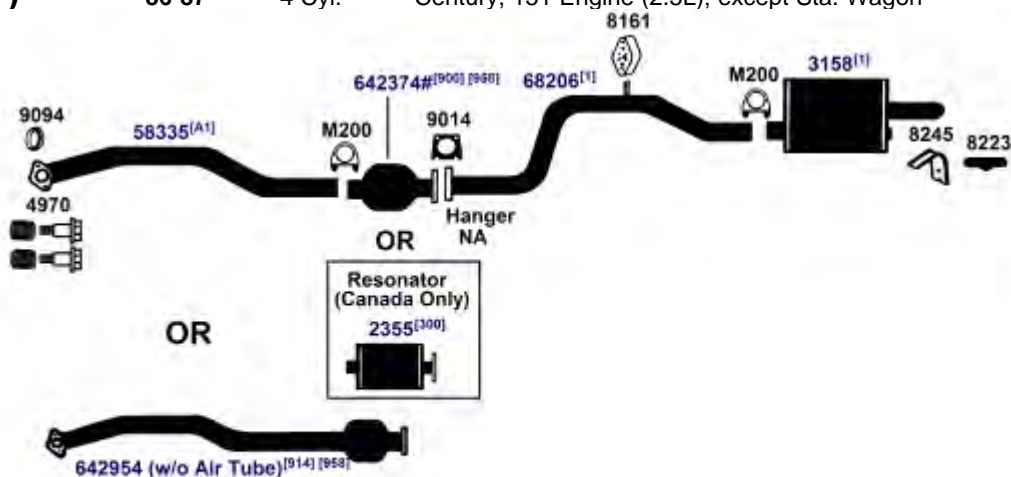 86-87 4 Cyl. Century; 151 Engine (2.5L); except Sta. Wagon
8161
642374#[900] [958]
68206[1]
M200
3158[1]
9094
58335[A1]
M200
9014
8245
8223
4970
Hanger
NA
OR
Resonator
(Canada Only)
2355[300]
OR
642954 (w/o Air Tube)[914] [958]